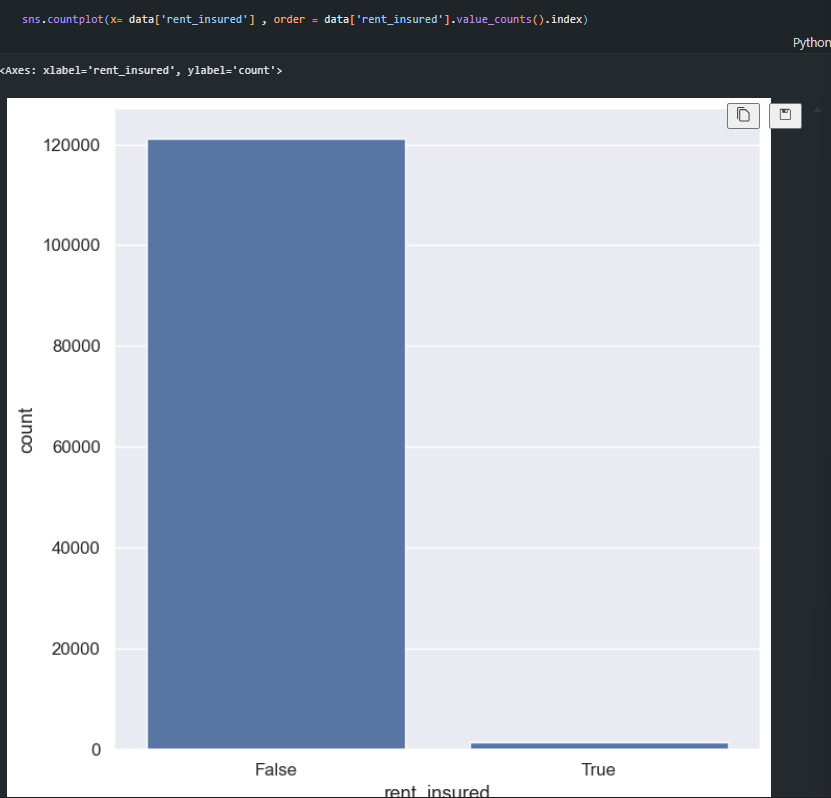 sns.countplot(x= data['rent_insured'] , order = data['rent_insured'].value_counts().index)
Python
<Axes: xlabel='rent_insured', ylabel='count'>
120000
100000
80000
60000
40000
20000
0
count
False True
rent_insured